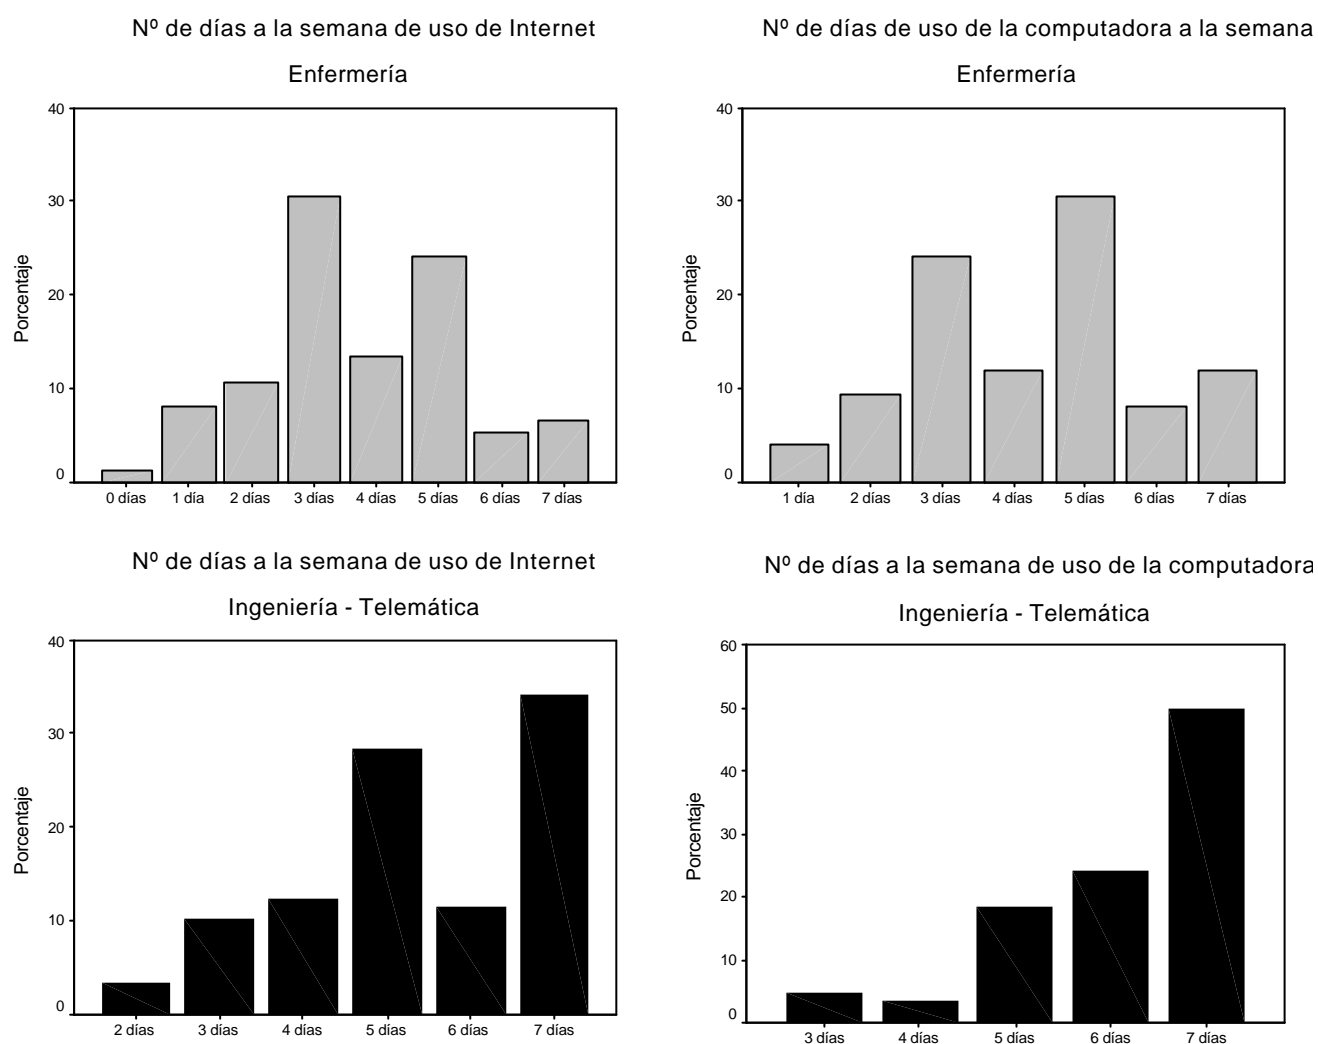 Nº de días a la semana de uso de Internet
Enfermería
40
30
20
10
0
Porcentaje
0 días 1 día 2 días 3 días 4 días 5 días 6 días 7 días
Nº de días de uso de la computadora a la semana
Enfermería
40
30
20
10
0
Porcentaje
1 día 2 días 3 días 4 días 5 días 6 días 7 días
Nº de días a la semana de uso de Internet
Ingeniería - Telemática
40
30
20
10
0
Porcentaje
2 días 3 días 4 días 5 días 6 días 7 días
Nº de días a la semana de uso de la computadora
Ingeniería - Telemática
60
50
40
30
20
10
0
Porcentaje
3 días 4 días 5 días 6 días 7 días